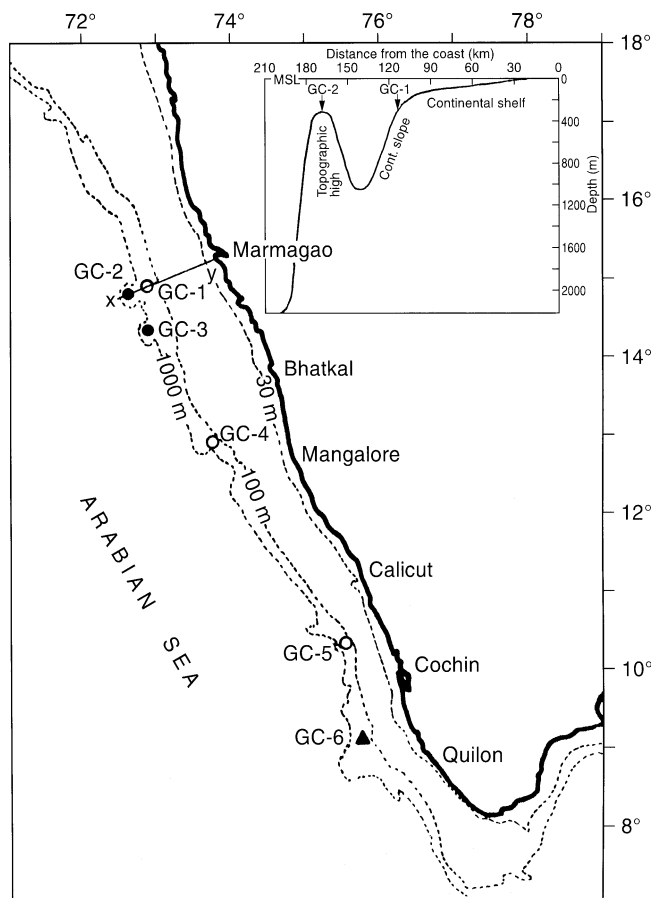 72° 74° 76° 78°
18°
Distance from the coast (km)
210 180 150 120 90 60 30 0
MSL
GC-2 GC-1
Continental shelf
Cont. slope
Topographic
high
0
400
800
1200
1600
2000
Depth (m)
16°
Marmagao
GC-2
x
y
GC-1
GC-3
14°
Bhatkal
1000 m
30 m
GC-4
Mangalore
100 m
12°
ARABIAN SEA
Calicut
10°
GC-5
Cochin
GC-6
Quilon
8°